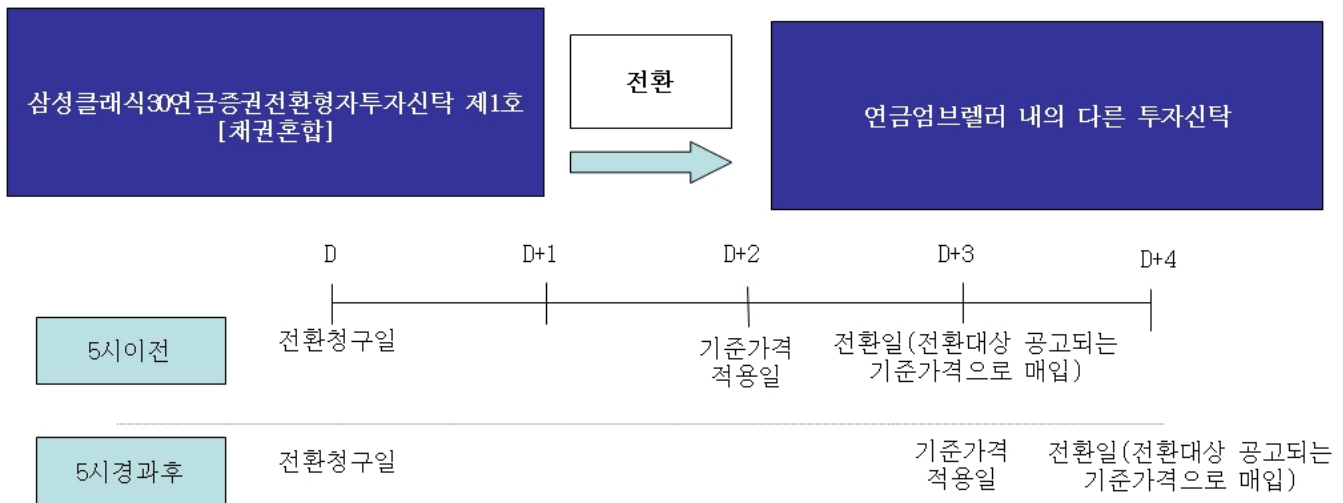 삼성클래식30연금증권전환형자투자신탁 제1호
[채권혼합]
전환
연금엄브렐러 내의 다른 투자신탁
D
D+1
D+2
D+3
D+4
5시이전
전환청구일
기준가격
적용일
전환일(전환대상 공고되는
기준가격으로 매입)
5시경과후
전환청구일
기준가격
적용일
전환일(전환대상 공고되는
기준가격으로 매입)